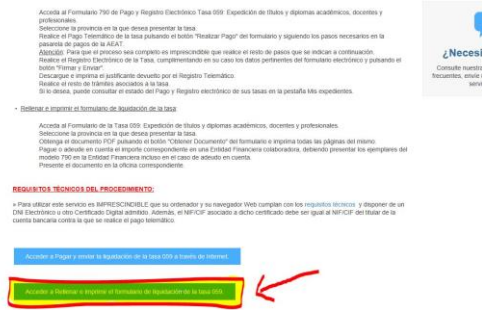 Acceda al Formulario 790 de Pago y Registro Electrónico Tasa 059: Expedición de títulos y diplomas académicos, docentes y
profesionales.
Seleccione la provincia en la que desea presentar la tasa.
Realice el Pago Telemático de la tasa pulsando el botón "Realizar Pago" del formulario y siguiendo los pasos necesarios en la
pasarela de pagos de la AEAT.
Atención: Para que el proceso sea completo es imprescindible que realice el resto de pasos que se indican a continuación.
Realice el Registro Electrónico de la Tasa, cumplimentando en su caso los datos pertinentes del formulario electrónico y pulsando el
botón "Firmar y Enviar".
Descargue e imprima el justificante devuelto por el Registro Telemático.
Realice el resto de trámites asociados a la tasa.
Si lo desea, puede consultar el estado del Pago y Registro electrónico de sus tasas en la pestaña Mis expedientes.
¿Neces
Consulte nuestra
frecuentes, envíe
serv
- Rellenar e imprimir el formulario de liquidación de la tasa:
Acceda al Formulario de la Tasa 059: Expedición de títulos y diplomas académicos, docentes y profesionales.
Seleccione la provincia en la que desea presentar la tasa.
Obtenga el documento PDF pulsando el botón "Obtener Documento" del formulario e imprima todas las páginas del mismo.
Pague o adeude en cuenta el importe correspondiente en una Entidad Financiera colaboradora, debiendo presentar los ejemplares del
modelo 790 en la Entidad Financiera incluso en el caso de adeudo en cuenta.
Presente el documento en la oficina correspondiente.
REQUISITOS TÉCNICOS DEL PROCEDIMIENTO:
» Para utilizar este servicio es IMPRESCINDIBLE que su ordenador y su navegador Web cumplan con los requisitos técnicos y disponer de un
DNI Electrónico u otro Certificado Digital admitido. Además, el NIF/CIF asociado a dicho certificado debe ser igual al NIF/CIF del titular de la
cuenta bancaria contra la que se realice el pago telemático.
Acceder a Pagar y enviar la liquidación de la tasa 059 a través de Internet.
Acceder a Rellenar e imprimir el formulario de liquidación de la tasa 059.